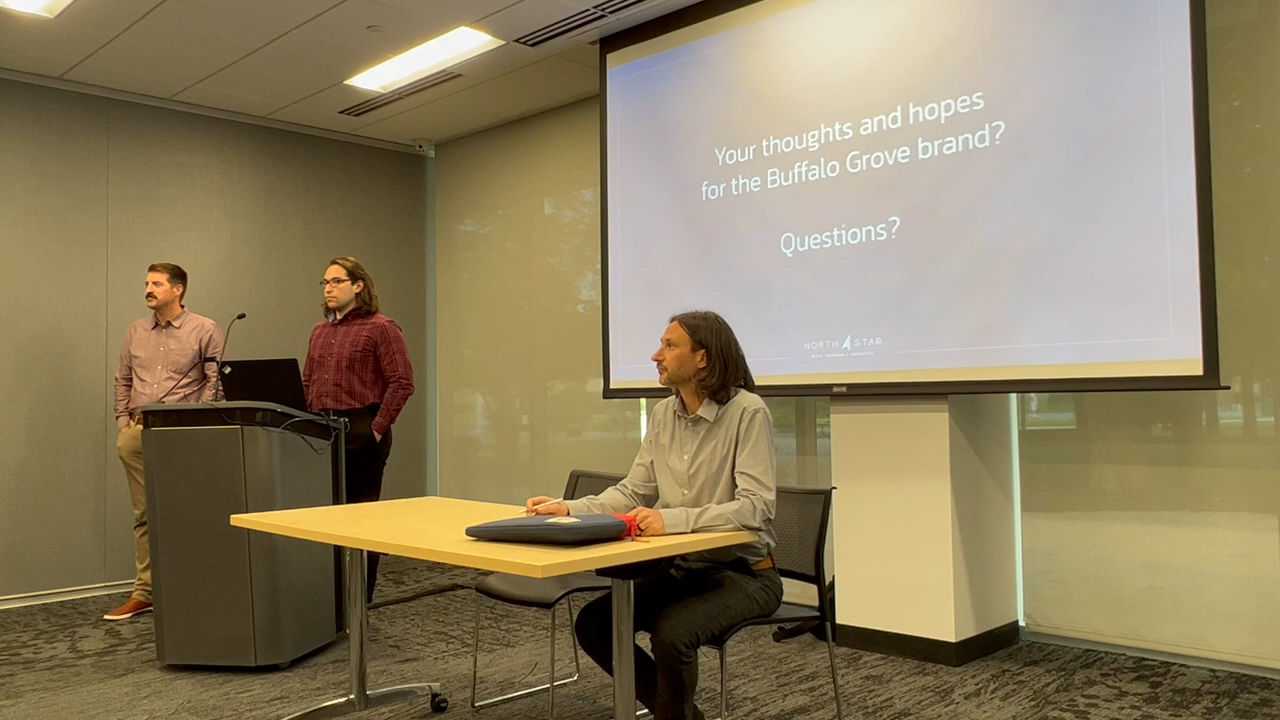 Your thoughts and hopes
for the Buffalo Grove brand?
Questions?
NORTH STAR